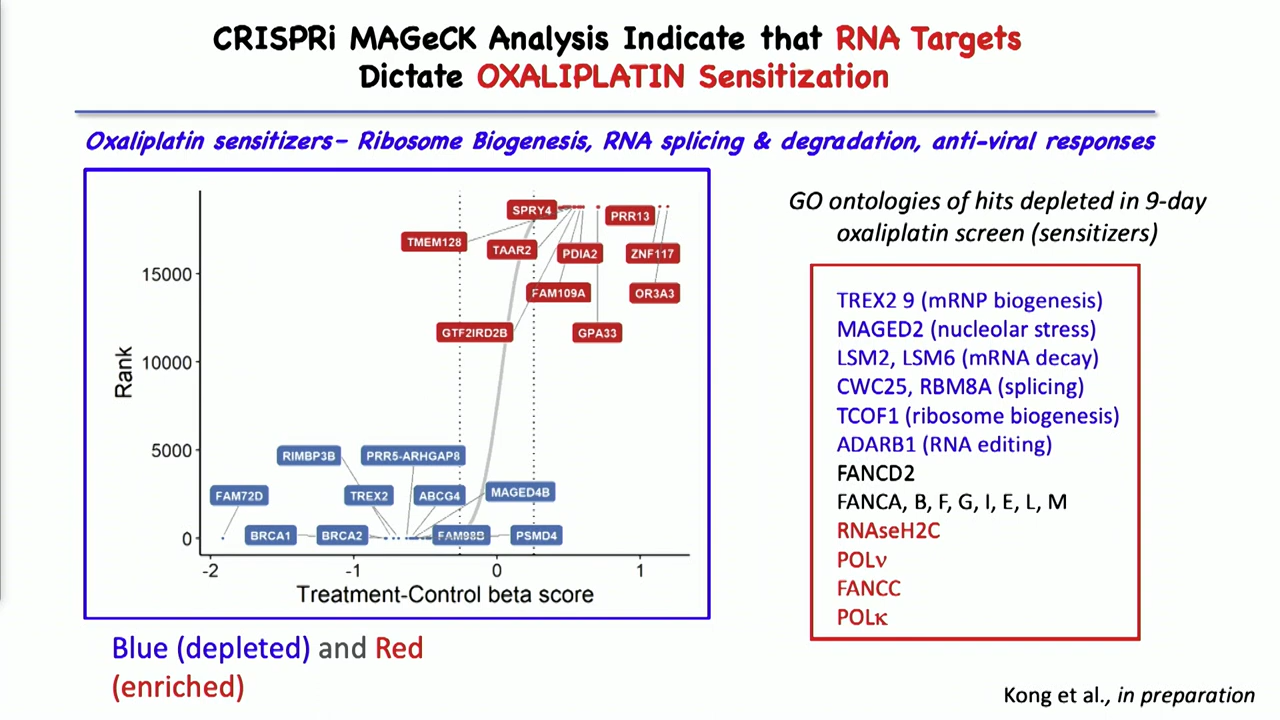 CRISPRi MAGeCK Analysis Indicate that RNA Targets
Dictate OXALIPLATIN Sensitization
Oxaliplatin sensitizers– Ribosome Biogenesis, RNA splicing & degradation, anti-viral responses
GO ontologies of hits depleted in 9-day
oxaliplatin screen (sensitizers)
SPRY4
PRR13
TMEM128
TAAR2
PDIA2
ZNF117
15000
FAM109A
OR3A3
GTF2IRD2B
GPA33
10000
Rank
5000
RIMBP3B
PRR5-ARHGAP8
FAM72D
TREX2
ABCG4
MAGED4B
0
BRCA1
BRCA2
FAM98B
PSMD4
-2 -1 0 1
Treatment-Control beta score
TREX2 9 (mRNP biogenesis)
MAGED2 (nucleolar stress)
LSM2, LSM6 (mRNA decay)
CWC25, RBM8A (splicing)
TCOF1 (ribosome biogenesis)
ADARB1 (RNA editing)
FANCD2
FANCA, B, F, G, I, E, L, M
RNAseH2C
POLν
FANCC
POLκ
Blue (depleted) and Red
(enriched)
Kong et al., in preparation